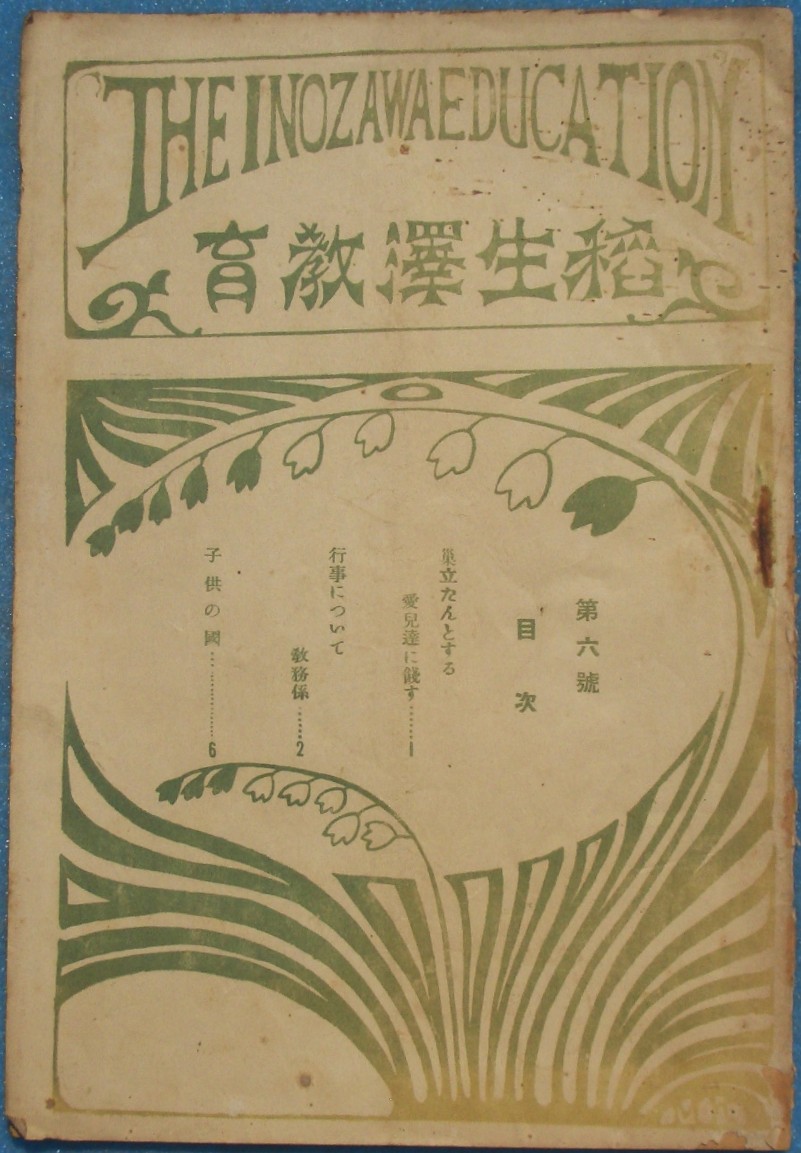 THE INOZAWA EDUCATION
稻生澤教育
第六號
目次
巣立たんとする
愛兒達に餞す……1
行事について
教務係……2
子供の國……6